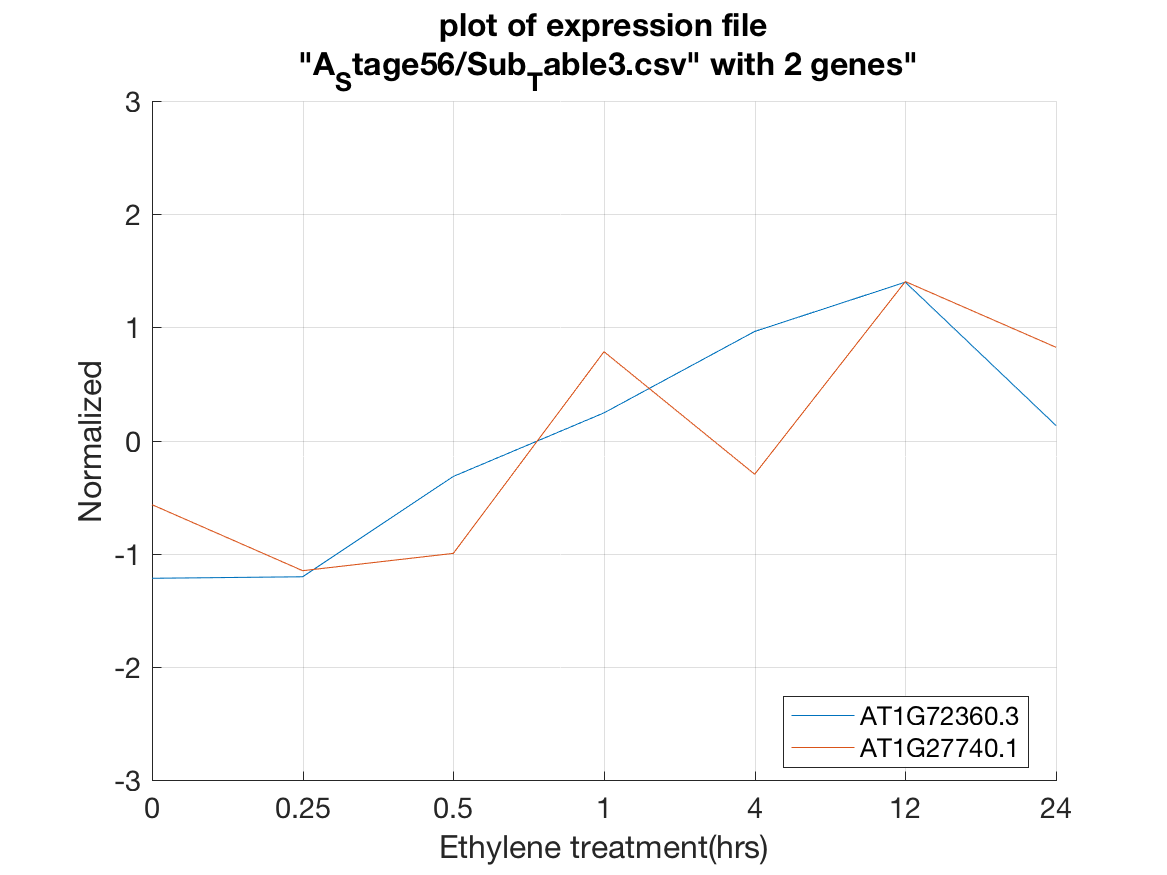 plot of expression file
"A_Stage56/Sub_Table3.csv" with 2 genes"
3
2
1
0
-1
-2
-3
Normalized
0 0.25 0.5 1 4 12 24
Ethylene treatment(hrs)
AT1G72360.3
AT1G27740.1